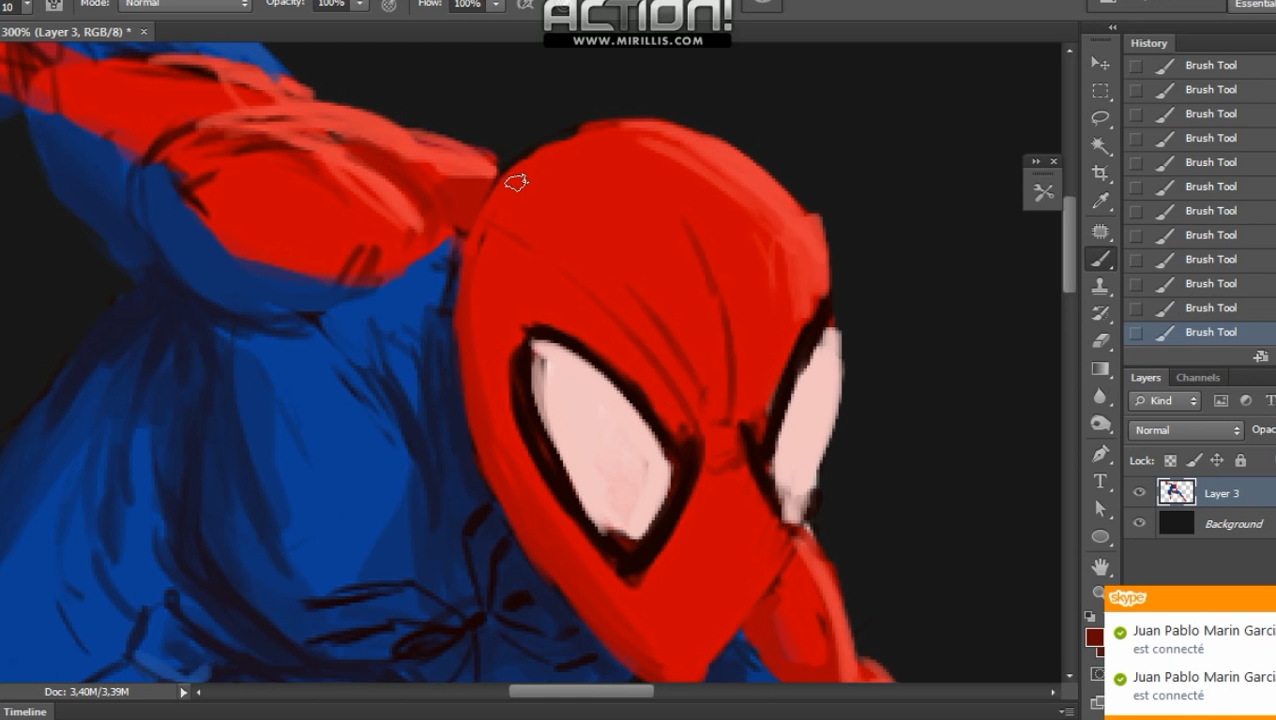 10 Mode: Normal Opacity: 100% Flow: 100%
ACTION!
WWW.MIRILLIS.COM
Essential
300% (Layer 3, RGB/8) * ×
History
Brush Tool
Brush Tool
Brush Tool
Brush Tool
Brush Tool
Brush Tool
Brush Tool
Brush Tool
Brush Tool
Brush Tool
Brush Tool
Brush Tool
Layers Channels
Kind
Normal Opac
Lock:
Layer 3
Background
skype
Juan Pablo Marin Garci
est connecté
Juan Pablo Marin Garci
est connecté
Doc: 3,40M/3,39M
Timeline